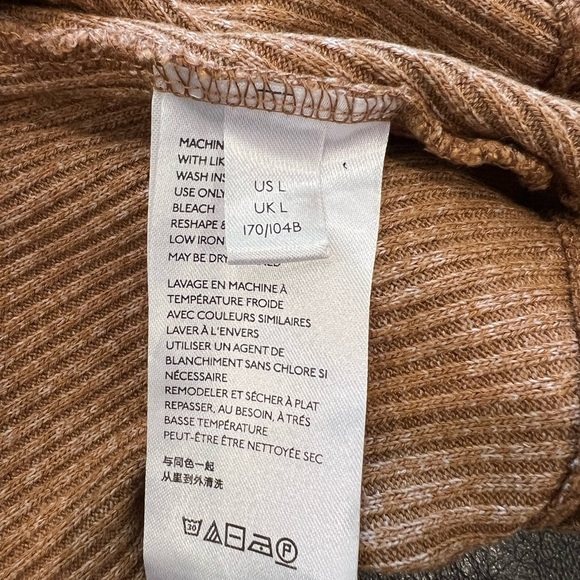 MACHIN
WITH LIK
WASH INS
USE ONLY
BLEACH
RESHAPE &
LOW IRON
MAY BE DRY
US L
UK L
170/104B
LAVAGE EN MACHINE À
TEMPÉRATURE FROIDE
AVEC COULEURS SIMILAIRES
LAVER À L'ENVERS
UTILISER UN AGENT DE
BLANCHIMENT SANS CHLORE SI
NÉCESSAIRE
REMODELER ET SÉCHER À PLAT
REPASSER, AU BESOIN, À TRÉS
BASSE TEMPÉRATURE
PEUT-ÊTRE ÊTRE NETTOYÉE SEC
与同色一起
从里到外清洗
30 P